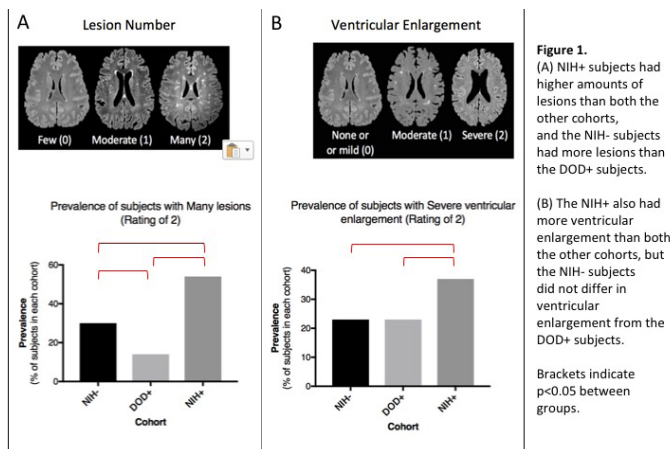 A
Lesion Number
Few (0)
Moderate (1)
Many (2)
Prevalence of subjects with Many lesions
(Rating of 2)
Prevalence
(% of subjects in each cohort)
60
40
20
0
NIH-
DOD+
NIH+
Cohort
B
Ventricular Enlargement
None or
or mild (0)
Moderate (1)
Severe (2)
Prevalence of subjects with Severe ventricular
enlargement (Rating of 2)
Prevalence
(% of subjects in each cohort)
40
30
20
10
0
NIH-
DOD+
NIH+
Cohort
Figure 1.
(A) NIH+ subjects had
higher amounts of
lesions than both the
other cohorts,
and the NIH- subjects
had more lesions than
the DOD+ subjects.
(B) The NIH+ also had
more ventricular
enlargement than both
the other cohorts, but
the NIH- subjects
did not differ in
ventricular
enlargement from the
DOD+ subjects.
Brackets indicate
p<0.05 between
groups.